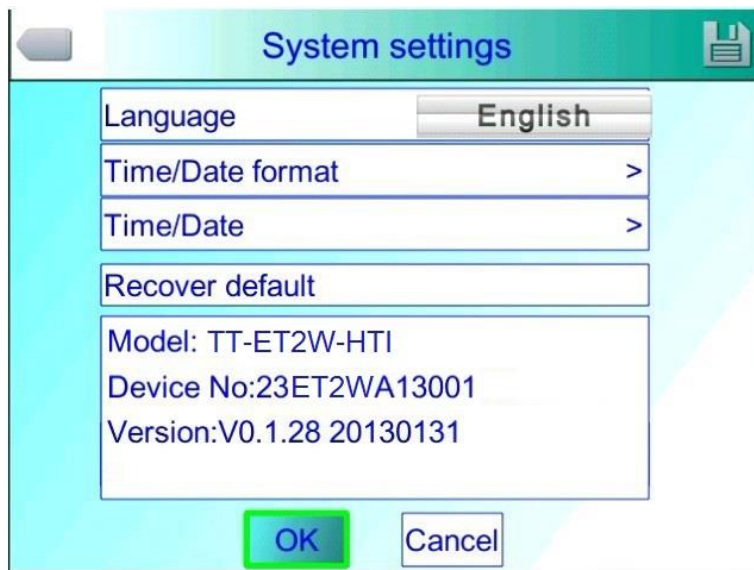 System settings
Language English
Time/Date format >
Time/Date >
Recover default
Model: TT-ET2W-HTI
Device No:23ET2WA13001
Version:V0.1.28 20130131
OK Cancel